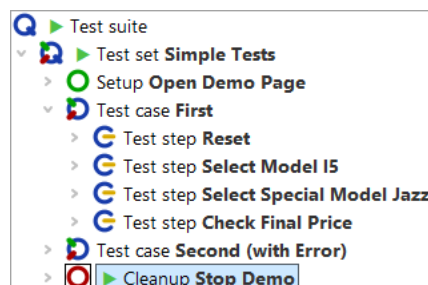 Test suite
Test set Simple Tests
Setup Open Demo Page
Test case First
Test step Reset
Test step Select Model I5
Test step Select Special Model Jazz
Test step Check Final Price
Test case Second (with Error)
Cleanup Stop Demo